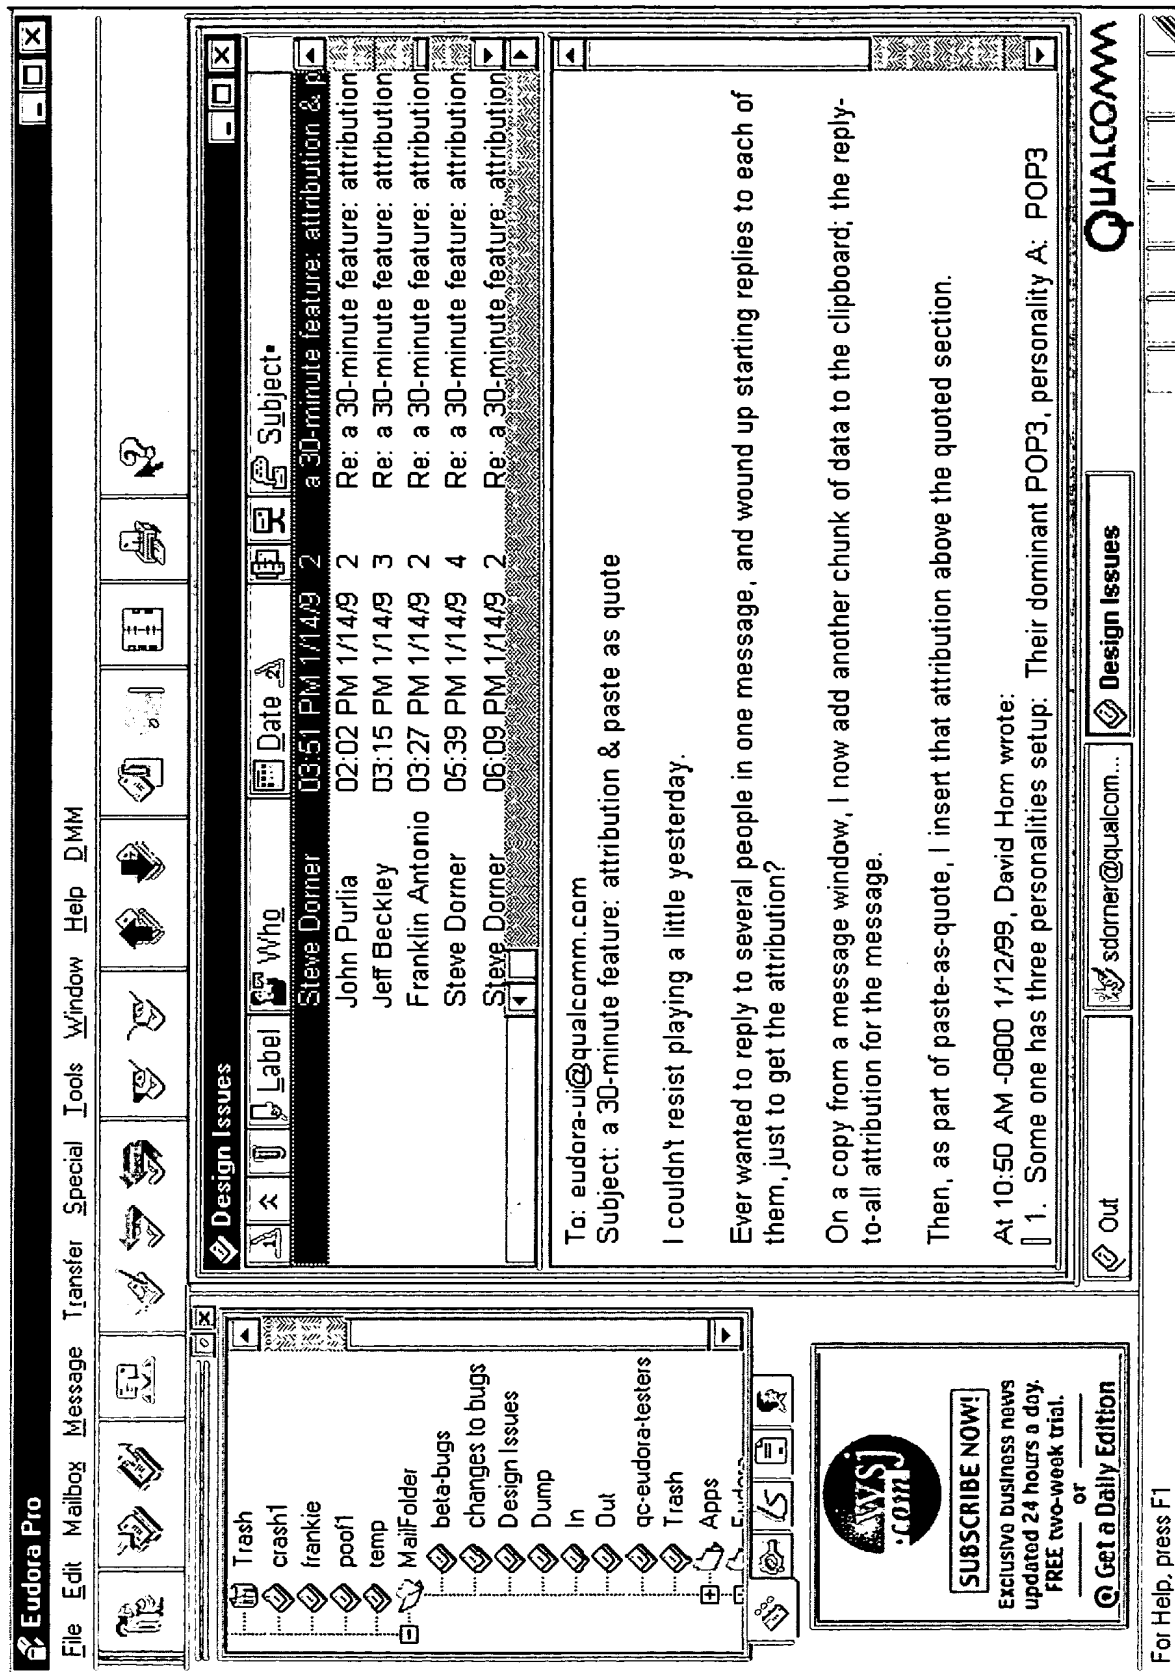 Eudora Pro
File Edit Mailbox Message Transfer Special Tools Window Help DMM
Trash
crash1
frankie
poof1
temp
MailFolder
beta-bugs
changes to bugs
Design Issues
Dump
In
Out
qc-eudora-testers
Trash
Apps
wsj
.com
SUBSCRIBE NOW!
Exclusive business news
updated 24 hours a day.
FREE two-week trial.
or
@ Get a Daily Edition
Design Issues
Label Who Date Subject
Steve Dorner 03:51 PM 1/14/9 2 a 30-minute feature: attribution & p
John Purlia 02:02 PM 1/14/9 2 Re: a 30-minute feature: attribution
Jeff Beckley 03:15 PM 1/14/9 3 Re: a 30-minute feature: attribution
Franklin Antonio 03:27 PM 1/14/9 2 Re: a 30-minute feature: attribution
Steve Dorner 05:39 PM 1/14/9 4 Re: a 30-minute feature: attribution
Steve Dorner 06:09 PM 1/14/9 2 Re: a 30-minute feature: attribution
To: eudora-ui@qualcomm.com
Subject: a 30-minute feature: attribution & paste as quote
I couldn't resist playing a little yesterday.
Ever wanted to reply to several people in one message, and wound up starting replies to each of
them, just to get the attribution?
On a copy from a message window, I now add another chunk of data to the clipboard; the reply-
to-all attribution for the message.
Then, as part of paste-as-quote, I insert that attribution above the quoted section.
At 10:50 AM -0800 1/12/99, David Hom wrote:
1. Some one has three personalities setup: Their dominant POP3, personality A: POP3
Out
sdorner@qualcom...
Design Issues
QUALCOMM
For Help, press F1